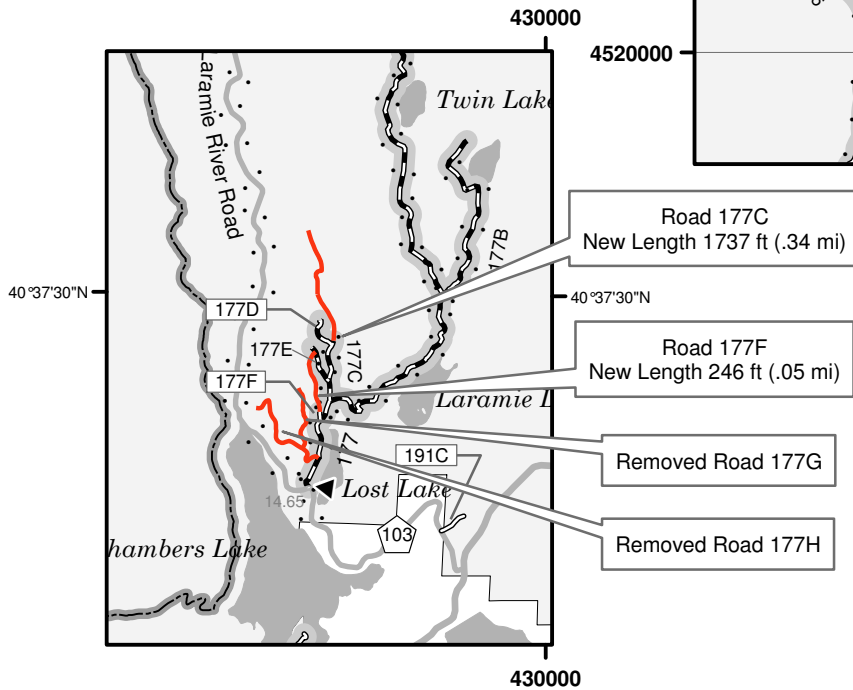 430000
4520000
Twin Lake
aramie River Road
177B
Road 177C
New Length 1737 ft (.34 mi)
40°37'30"N
40°37'30"N
177D
177E
177C
Road 177F
New Length 246 ft (.05 mi)
177F
Laramie L
177
191C
Removed Road 177G
Lost Lake
14.65
103
hambers Lake
Removed Road 177H
430000